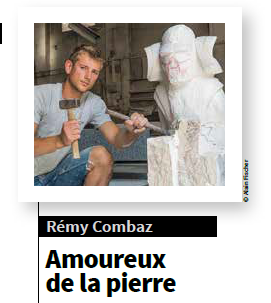 © Alain Fischer
Rémy Combaz
Amoureux
de la pierre